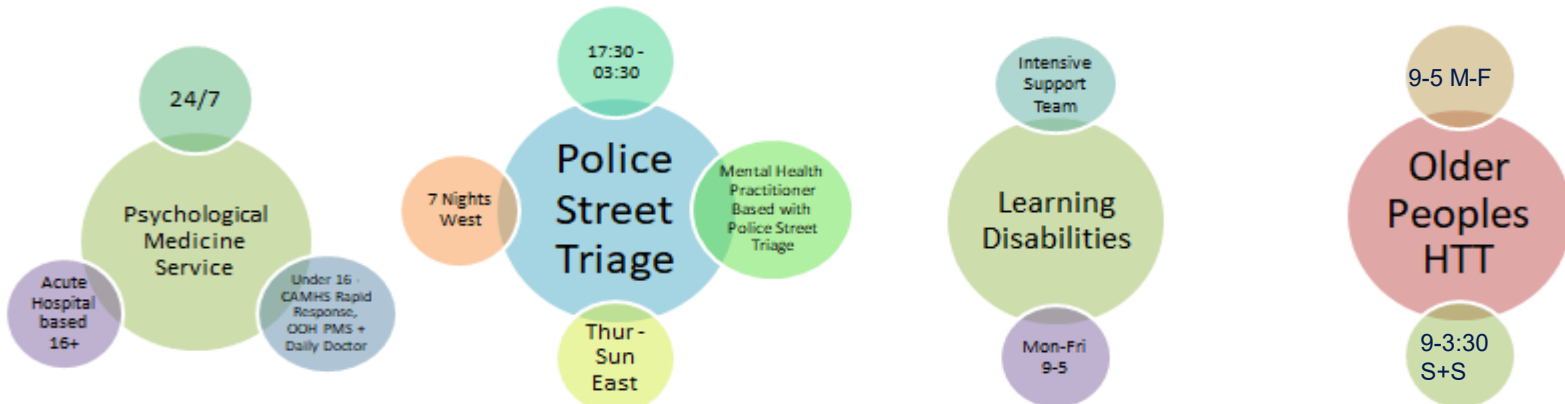 24/7
Psychological
Medicine
Service
Acute
Hospital
based
16+
Under 16 -
CAMHS Rapid
Response,
OOH PMS +
Daily Doctor
17:30 -
03:30
Police
Street
Triage
7 Nights
West
Mental Health
Practitioner
Based with
Police Street
Triage
Thur -
Sun
East
Intensive
Support
Team
Learning
Disabilities
Mon-Fri
9-5
9-5 M-F
Older
Peoples
HTT
9-3:30
S+S